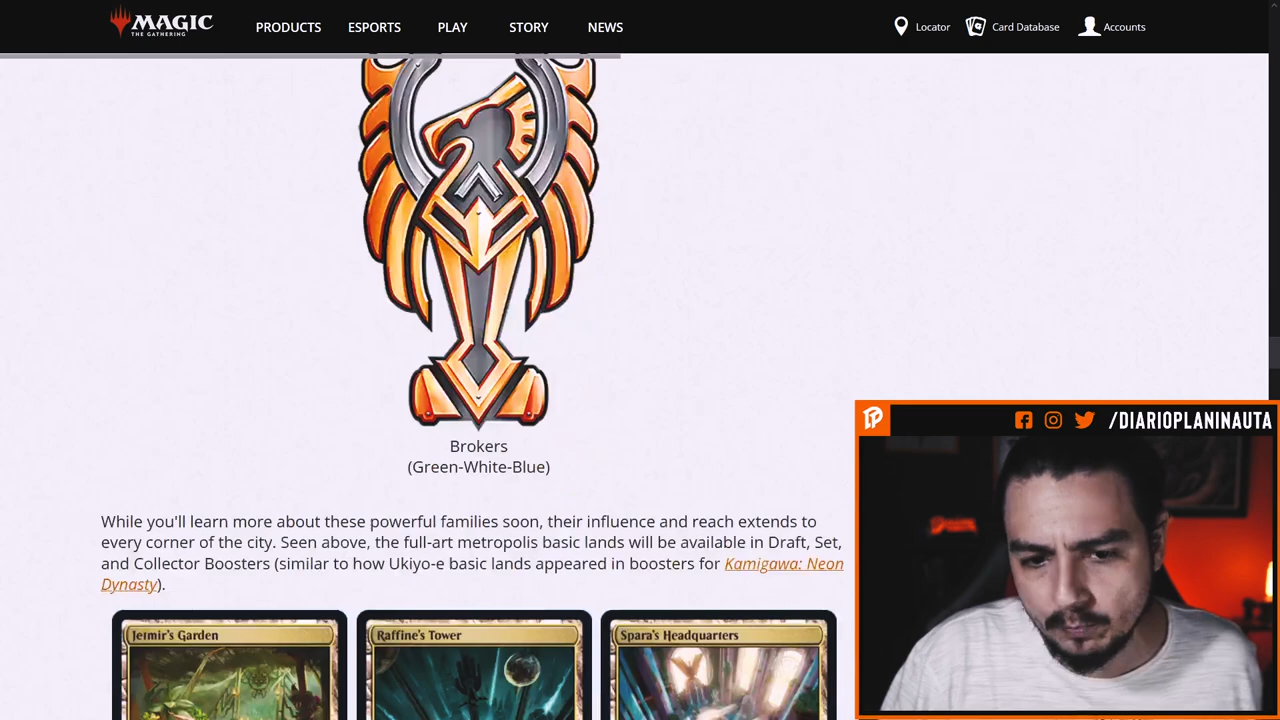 MAGIC
THE GATHERING
PRODUCTS ESPORTS PLAY STORY NEWS
Locator Card Database Accounts
Brokers
(Green-White-Blue)
While you'll learn more about these powerful families soon, their influence and reach extends to
every corner of the city. Seen above, the full-art metropolis basic lands will be available in Draft, Set,
and Collector Boosters (similar to how Ukiyo-e basic lands appeared in boosters for Kamigawa: Neon
Dynasty).
Jetmir's Garden
Raffine's Tower
Spara's Headquarters
/DIARIOPLANINAUTA